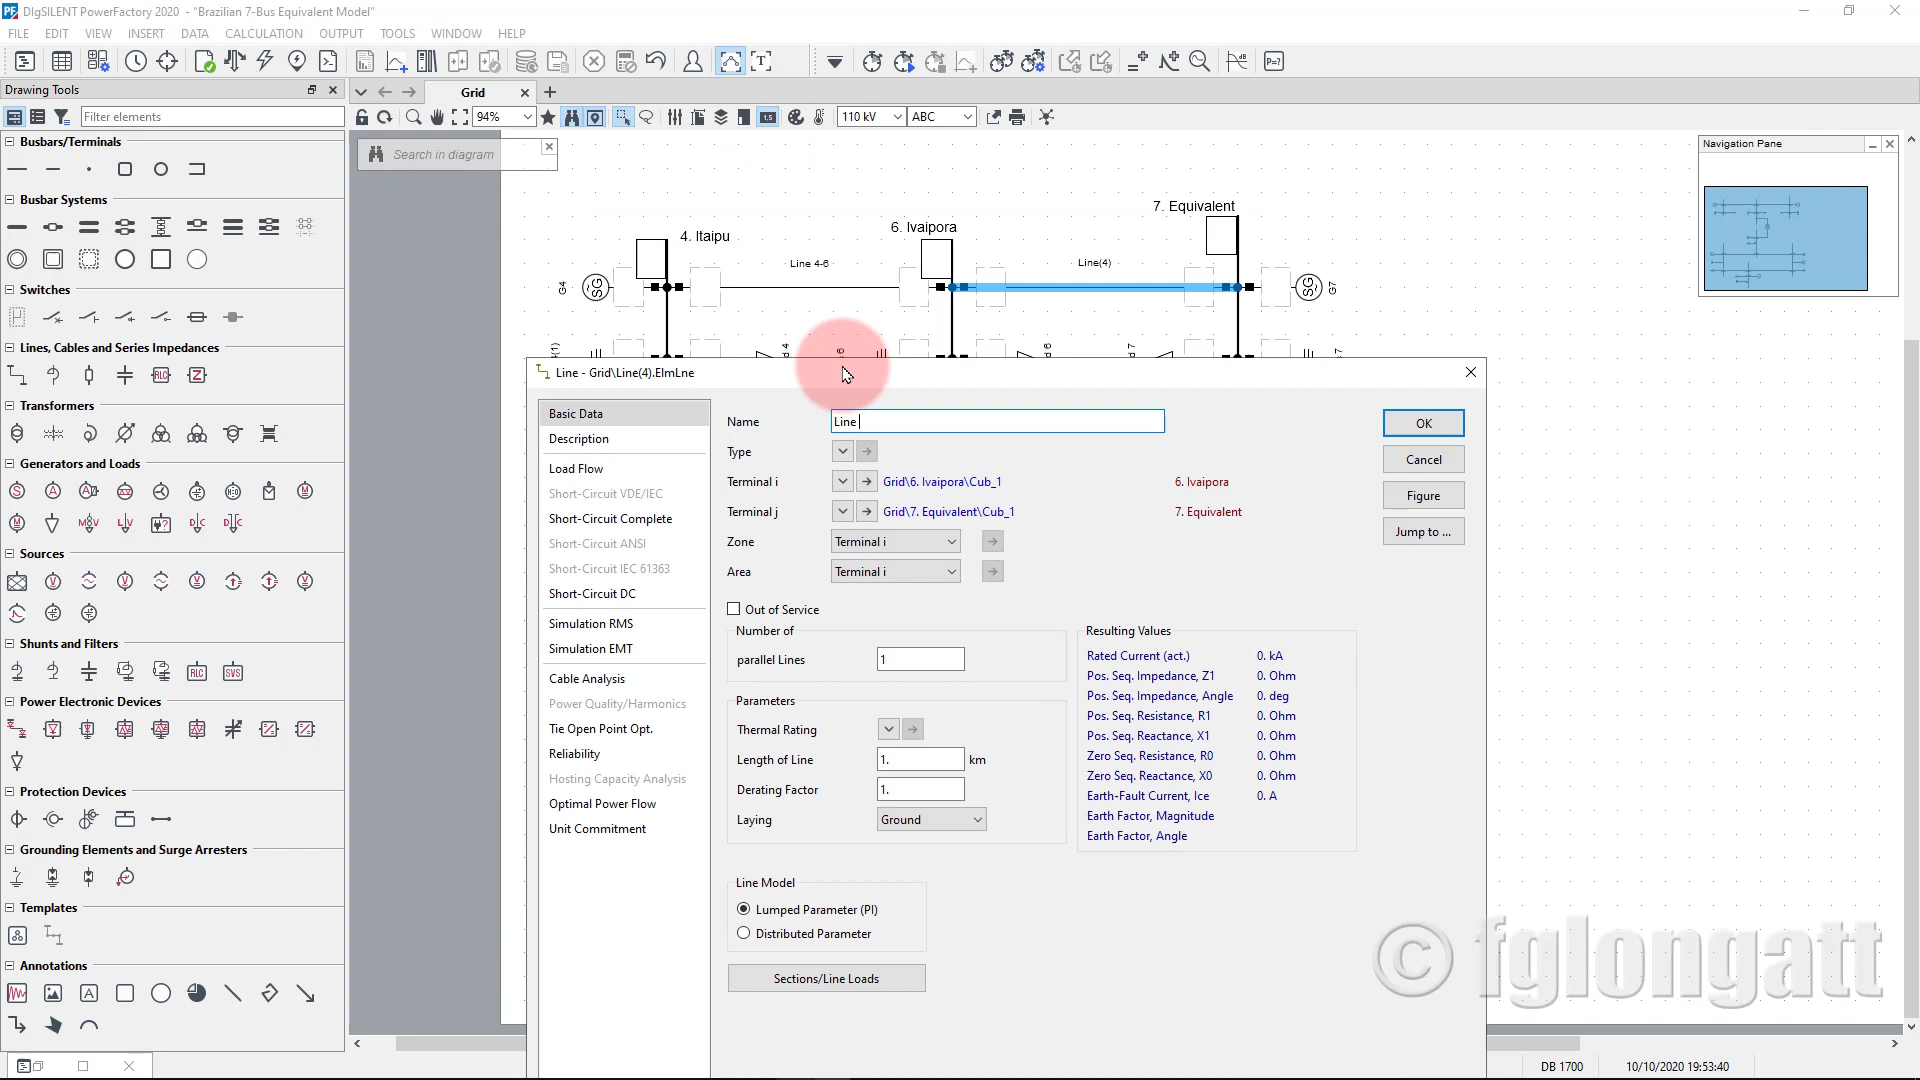 DIgSILENT PowerFactory 2020 - "Brazilian 7-Bus Equivalent Model"
FILE EDIT VIEW INSERT DATA CALCULATION OUTPUT TOOLS WINDOW HELP
Drawing Tools
Grid
Filter elements
94%
110 kV
ABC
Search in diagram
Navigation Pane
Busbars/Terminals
Busbar Systems
Switches
Lines, Cables and Series Impedances
Transformers
Generators and Loads
Sources
Shunts and Filters
Power Electronic Devices
Protection Devices
Grounding Elements and Surge Arresters
Templates
Annotations
7. Equivalent
6. Ivaipora
4. Itaipu
Line 4-6
Line(4)
G4
SG
SG
G7
Line - Grid\Line(4).ElmLne
Basic Data
Description
Load Flow
Short-Circuit VDE/IEC
Short-Circuit Complete
Short-Circuit ANSI
Short-Circuit IEC 61363
Short-Circuit DC
Simulation RMS
Simulation EMT
Cable Analysis
Power Quality/Harmonics
Tie Open Point Opt.
Reliability
Hosting Capacity Analysis
Optimal Power Flow
Unit Commitment
Name Line
Type
Terminal i Grid\6. Ivaipora\Cub_1 6. Ivaipora
Terminal j Grid\7. Equivalent\Cub_1 7. Equivalent
Zone Terminal i
Area Terminal i
Out of Service
Number of
parallel Lines 1
Parameters
Thermal Rating
Length of Line 1. km
Derating Factor 1.
Laying Ground
Line Model
Lumped Parameter (PI)
Distributed Parameter
Sections/Line Loads
Resulting Values
Rated Current (act.) 0. kA
Pos. Seq. Impedance, Z1 0. Ohm
Pos. Seq. Impedance, Angle 0. deg
Pos. Seq. Resistance, R1 0. Ohm
Pos. Seq. Reactance, X1 0. Ohm
Zero Seq. Resistance, R0 0. Ohm
Zero Seq. Reactance, X0 0. Ohm
Earth-Fault Current, Ice 0. A
Earth Factor, Magnitude
Earth Factor, Angle
OK
Cancel
Figure
Jump to ...
© fglongatt
DB 1700
10/10/2020 19:53:40